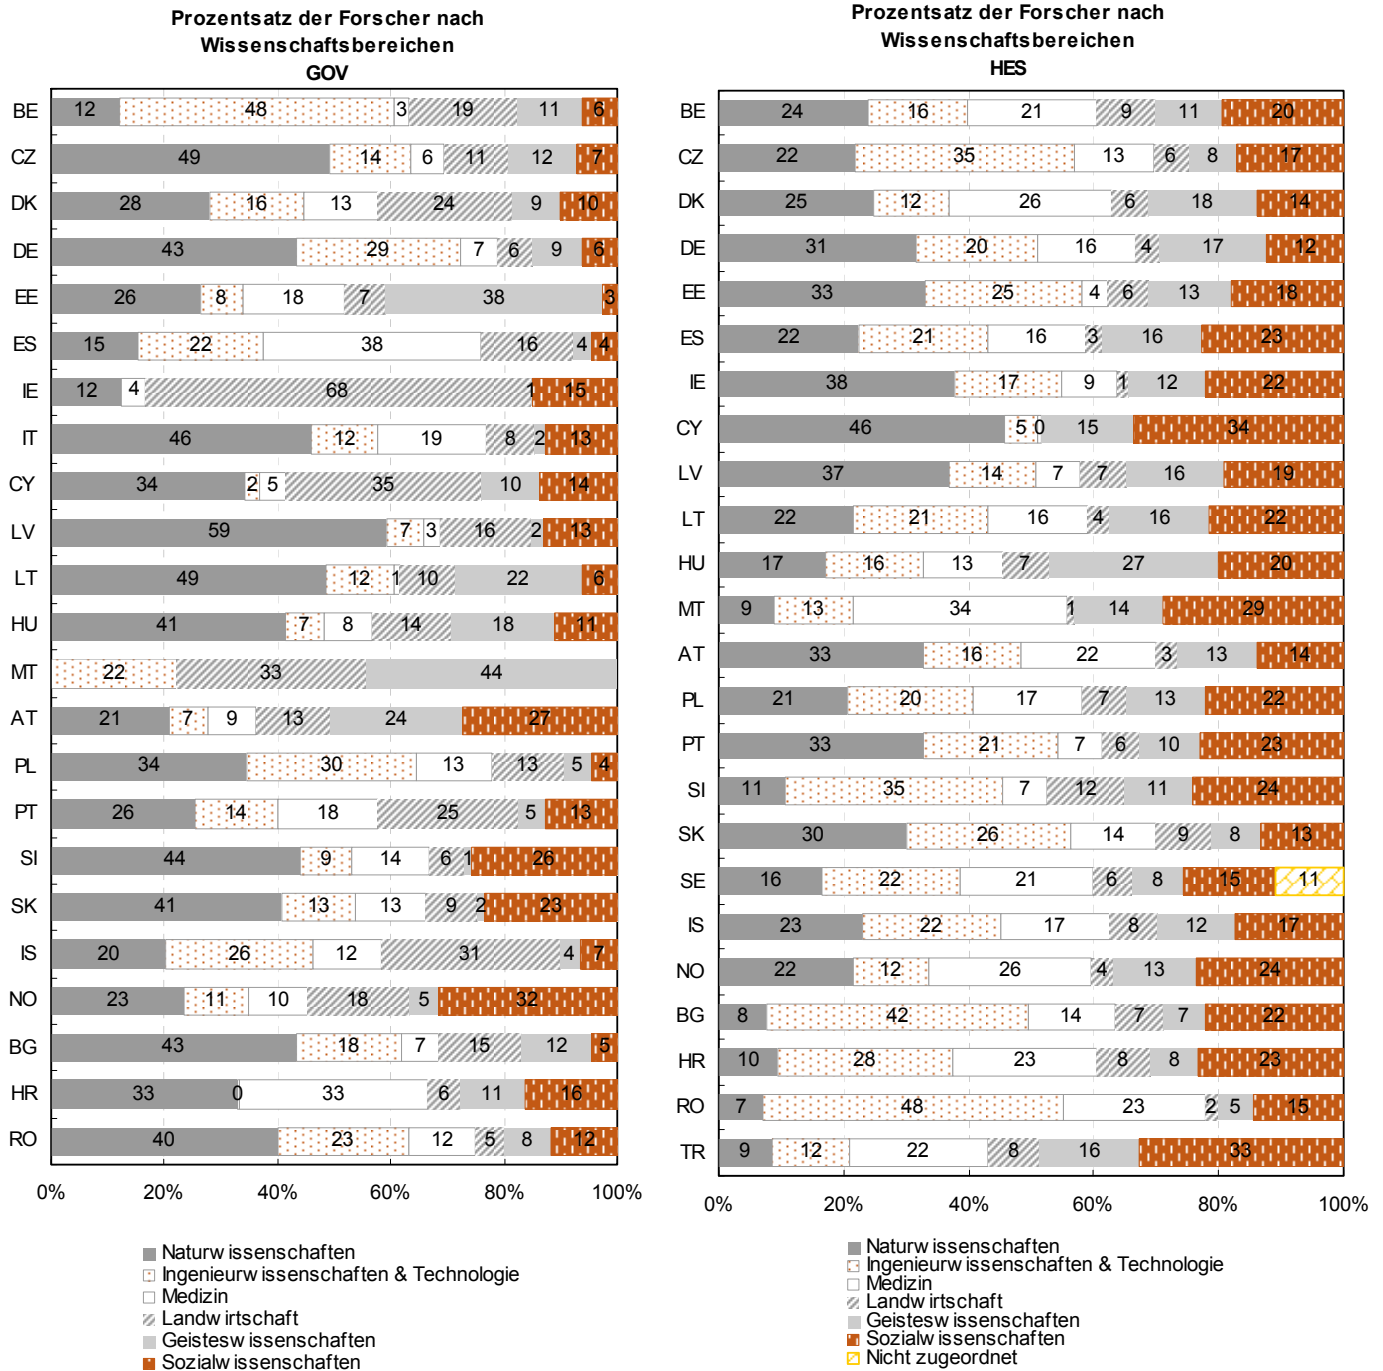 Prozentsatz der Forscher nach
Wissenschaftsbereichen
GOV
BE 12 48 3 19 11 6
CZ 49 14 6 11 12 7
DK 28 16 13 24 9 10
DE 43 29 7 6 9 6
EE 26 8 18 7 38 3
ES 15 22 38 16 4 4
IE 12 4 68 1 15
IT 46 12 19 8 2 13
CY 34 2 5 35 10 14
LV 59 7 3 16 2 13
LT 49 12 1 10 22 6
HU 41 7 8 14 18 11
MT 22 33 44
AT 21 7 9 13 24 27
PL 34 30 13 13 5 4
PT 26 14 18 25 5 13
SI 44 9 14 6 1 26
SK 41 13 13 9 2 23
IS 20 26 12 31 4 7
NO 23 11 10 18 5 32
BG 43 18 7 15 12 5
HR 33 0 33 6 11 16
RO 40 23 12 5 8 12
0% 20% 40% 60% 80% 100%
Naturwissenschaften
Ingenieurwissenschaften & Technologie
Medizin
Landwirtschaft
Geisteswissenschaften
Sozialwissenschaften
Prozentsatz der Forscher nach
Wissenschaftsbereichen
HES
BE 24 16 21 9 11 20
CZ 22 35 13 6 8 17
DK 25 12 26 6 18 14
DE 31 20 16 4 17 12
EE 33 25 4 6 13 18
ES 22 21 16 3 16 23
IE 38 17 9 1 12 22
CY 46 5 0 15 34
LV 37 14 7 7 16 19
LT 22 21 16 4 16 22
HU 17 16 13 7 27 20
MT 9 13 34 1 14 29
AT 33 16 22 3 13 14
PL 21 20 17 7 13 22
PT 33 21 7 6 10 23
SI 11 35 7 12 11 24
SK 30 26 14 9 8 13
SE 16 22 21 6 8 15 11
IS 23 22 17 8 12 17
NO 22 12 26 4 13 24
BG 8 42 14 7 7 22
HR 10 28 23 8 8 23
RO 7 48 23 2 5 15
TR 9 12 22 8 16 33
0% 20% 40% 60% 80% 100%
Naturwissenschaften
Ingenieurwissenschaften & Technologie
Medizin
Landwirtschaft
Geisteswissenschaften
Sozialwissenschaften
Nicht zugeordnet